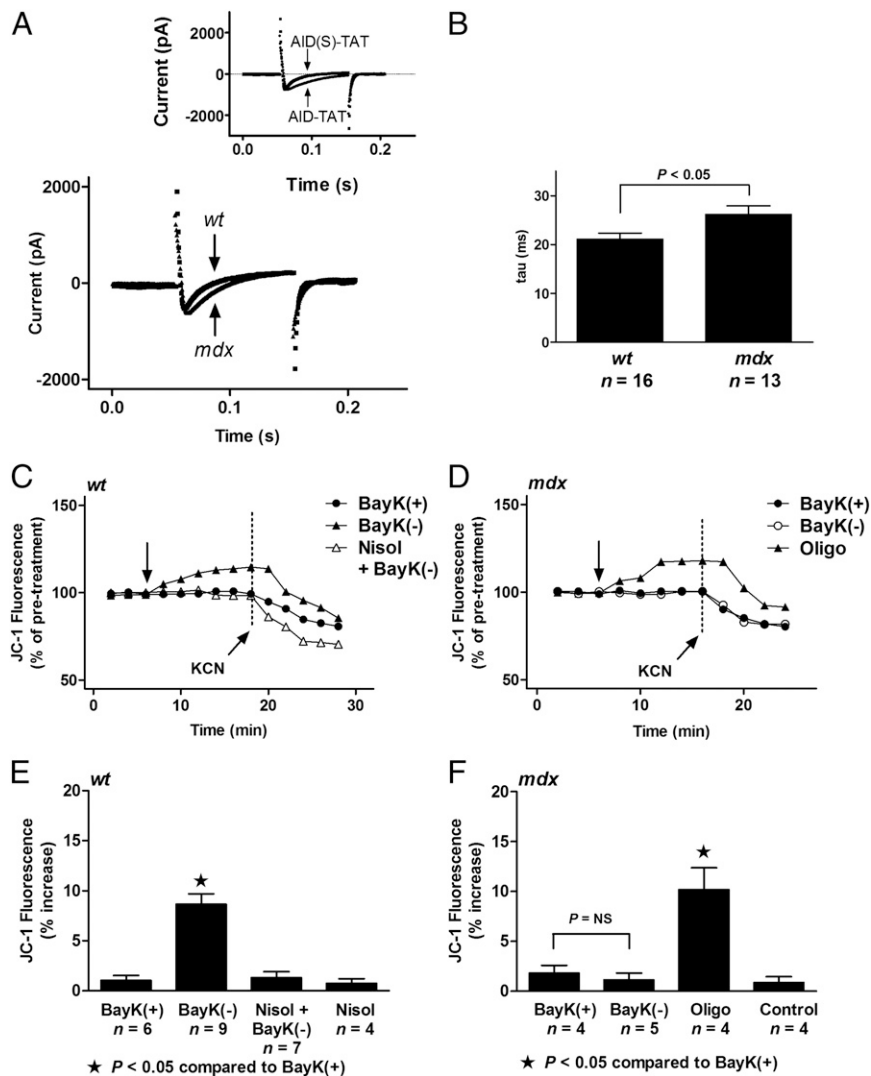 A
Current (pA)
2000
0
-2000
AID(S)-TAT
AID-TAT
0.0 0.1 0.2
Time (s)
Current (pA)
2000
0
-2000
wt
mdx
0.0 0.1 0.2
Time (s)
B
tau (ms)
30
20
10
0
P < 0.05
wt
n = 16
mdx
n = 13
C
wt
JC-1 Fluorescence
(% of pre-treatment)
150
100
50
BayK(+)
BayK(-)
Nisol
+ BayK(-)
KCN
0 10 20 30
Time (min)
D
mdx
JC-1 Fluorescence
(% of pre-treatment)
150
100
50
BayK(+)
BayK(-)
Oligo
KCN
0 10 20
Time (min)
E
wt
JC-1 Fluorescence
(% increase)
20
15
10
5
0
★
BayK(+)
n = 6
BayK(-)
n = 9
Nisol +
BayK(-)
n = 7
Nisol
n = 4
★ P < 0.05 compared to BayK(+)
F
mdx
JC-1 Fluorescence
(% increase)
20
15
10
5
0
P = NS
★
BayK(+)
n = 4
BayK(-)
n = 5
Oligo
n = 4
Control
n = 4
★ P < 0.05 compared to BayK(+)